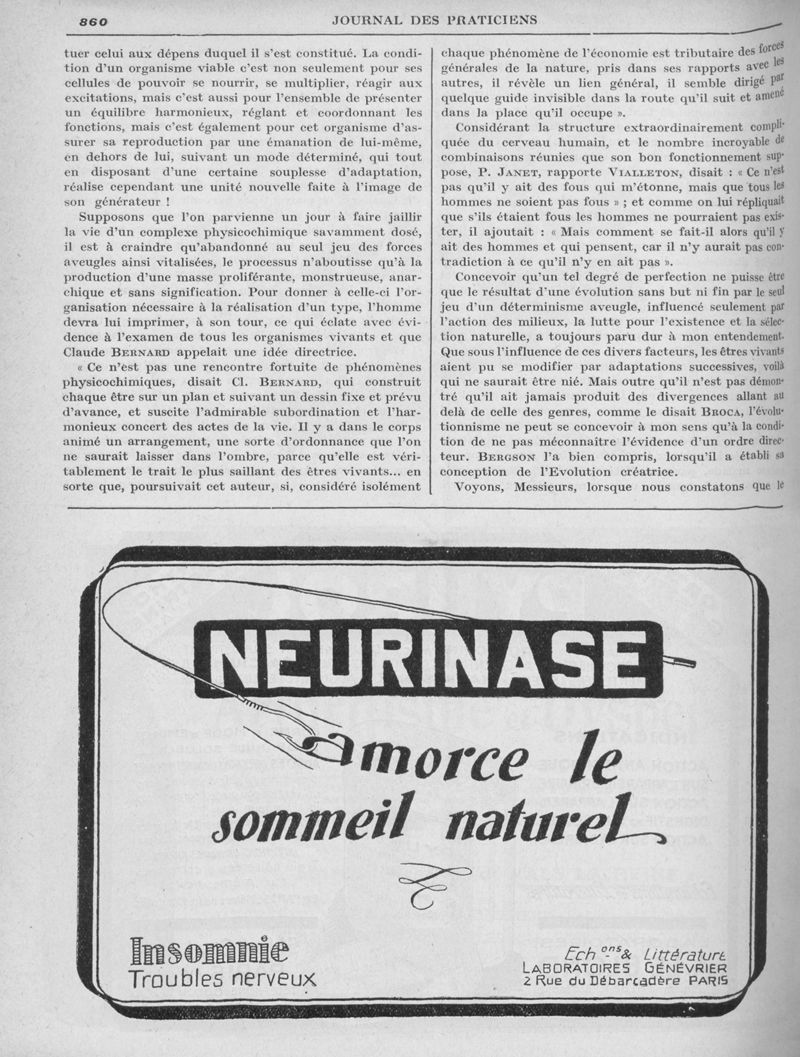 860
JOURNAL DES PRATICIENS
tuer celui aux dépens duquel il s'est constitué. La condi-
tion d'un organisme viable c'est non seulement pour ses
cellules de pouvoir se nourrir, se multiplier, réagir aux
excitations, mais c'est aussi pour l'ensemble de présenter
un équilibre harmonieux, réglant et coordonnant les
fonctions, mais c'est également pour cet organisme d'as-
surer sa reproduction par une émanation de lui-même,
en dehors de lui, suivant un mode déterminé, qui tout
en disposant d'une certaine souplesse d'adaptation,
réalise cependant une unité nouvelle faite à l'image de
son générateur !
Supposons que l'on parvienne un jour à faire jaillir
la vie d'un complexe physicochimique savamment dosé,
il est à craindre qu'abandonné au seul jeu des forces
aveugles ainsi vitalisées, le processus n'aboutisse qu'à la
production d'une masse proliférante, monstrueuse, anar-
chique et sans signification. Pour donner à celle-ci l'or-
ganisation nécessaire à la réalisation d'un type, l'homme
devra lui imprimer, à son tour, ce qui éclate avec évi-
dence à l'examen de tous les organismes vivants et que
Claude BERNARD appelait une idée directrice.
« Ce n'est pas une rencontre fortuite de phénomènes
physicochimiques, disait Cl. BERNARD, qui construit
chaque être sur un plan et suivant un dessin fixe et prévu
d'avance, et suscite l'admirable subordination et l'har-
monieux concert des actes de la vie. Il y a dans le corps
animé un arrangement, une sorte d'ordonnance que l'on
ne saurait laisser dans l'ombre, parce qu'elle est véri-
tablement le trait le plus saillant des êtres vivants... en
sorte que, poursuivait cet auteur, si, considéré isolément
chaque phénomène de l'économie est tributaire des forces
générales de la nature, pris dans ses rapports avec les
autres, il révèle un lien général, il semble dirigé par
quelque guide invisible dans la route qu'il suit et amené
dans la place qu'il occupe ».
Considérant la structure extraordinairement compli-
quée du cerveau humain, et le nombre incroyable de
combinaisons réunies que son bon fonctionnement sup-
pose, P. JANET, rapporte VIALLETON, disait : « Ce n'est
pas qu'il y ait des fous qui m'étonne, mais que tous les
hommes ne soient pas fous » ; et comme on lui répliquait
que s'ils étaient fous les hommes ne pourraient pas exis-
ter, il ajoutait : « Mais comment se fait-il alors qu'il y
ait des hommes et qui pensent, car il n'y aurait pas con-
tradiction à ce qu'il n'y en ait pas ».
Concevoir qu'un tel degré de perfection ne puisse être
que le résultat d'une évolution sans but ni fin par le seul
jeu d'un déterminisme aveugle, influencé seulement par
l'action des milieux, la lutte pour l'existence et la sélec-
tion naturelle, a toujours paru dur à mon entendement.
Que sous l'influence de ces divers facteurs, les êtres vivants
aient pu se modifier par adaptations successives, voilà
qui ne saurait être nié. Mais outre qu'il n'est pas démon-
tré qu'il ait jamais produit des divergences allant au
delà de celle des genres, comme le disait BROCA, l'évolu-
tionnisme ne peut se concevoir à mon sens qu'à la condi-
tion de ne pas méconnaître l'évidence d'un ordre direc-
teur. BERGSON l'a bien compris, lorsqu'il a établi sa
conception de l'Evolution créatrice.
Voyons, Messieurs, lorsque nous constatons que le
NEURINASE
amorce le
sommeil naturel
Insomnie
Troubles nerveux
Ech ons & Littérature
LABORATOIRES GÉNÉVRIER
2 Rue du Débarcadère PARIS